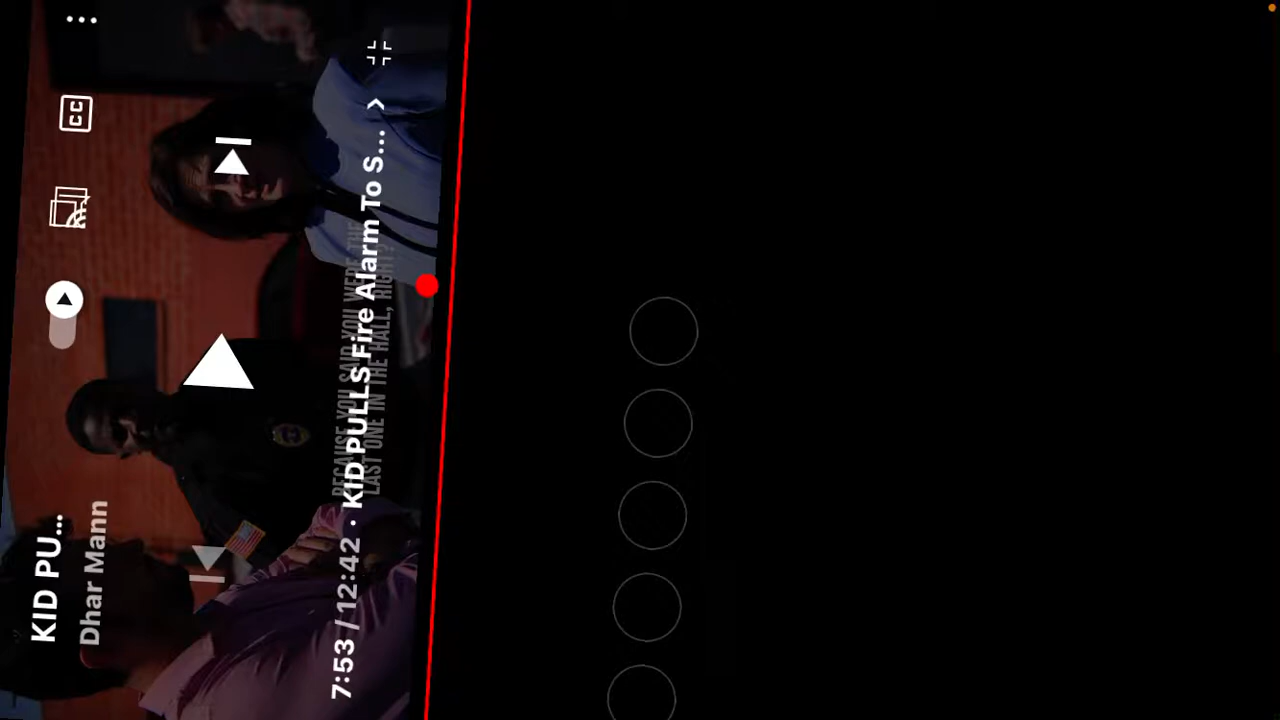 KID PU...
Dhar Mann
CC
BECAUSE YOU SAID YOU WERE THE
LAST ONE IN THE HALL, RIGHT?
7:53 / 12:42 · KID PULLS Fire Alarm To S...